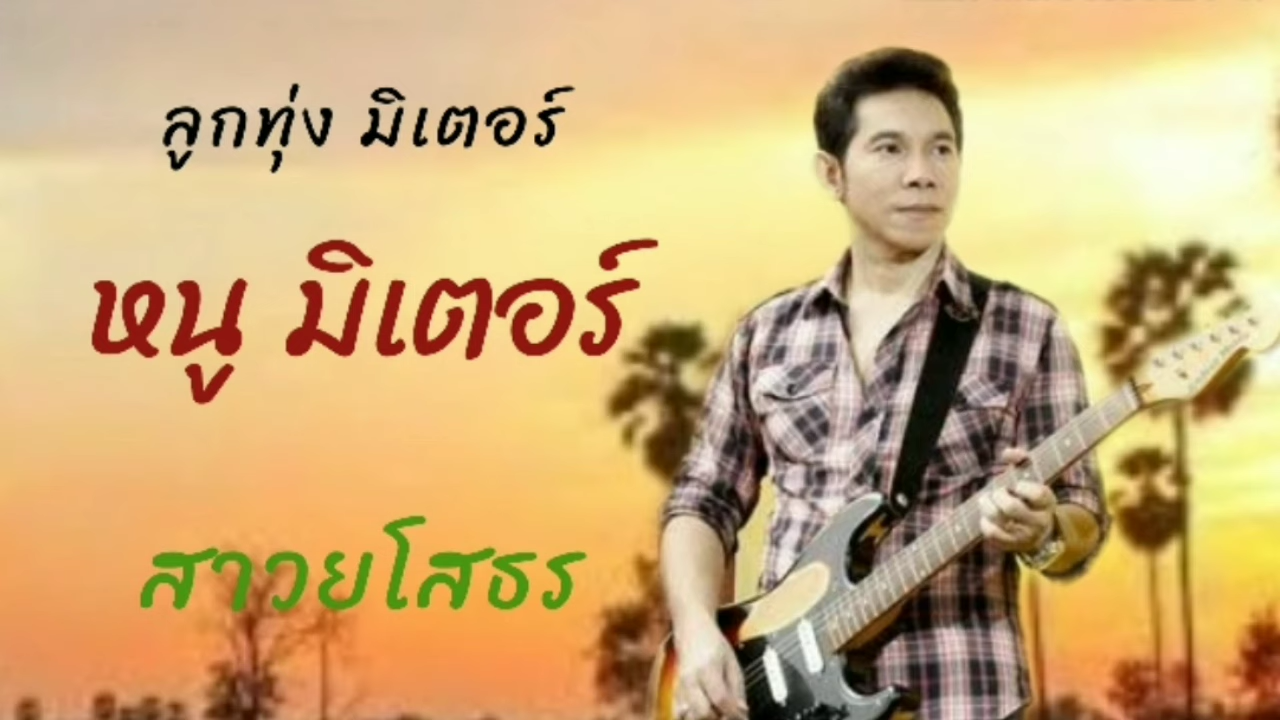 ลูกทุ่ง มิเตอร์
หนู มิเตอร์
สาวยโสธร